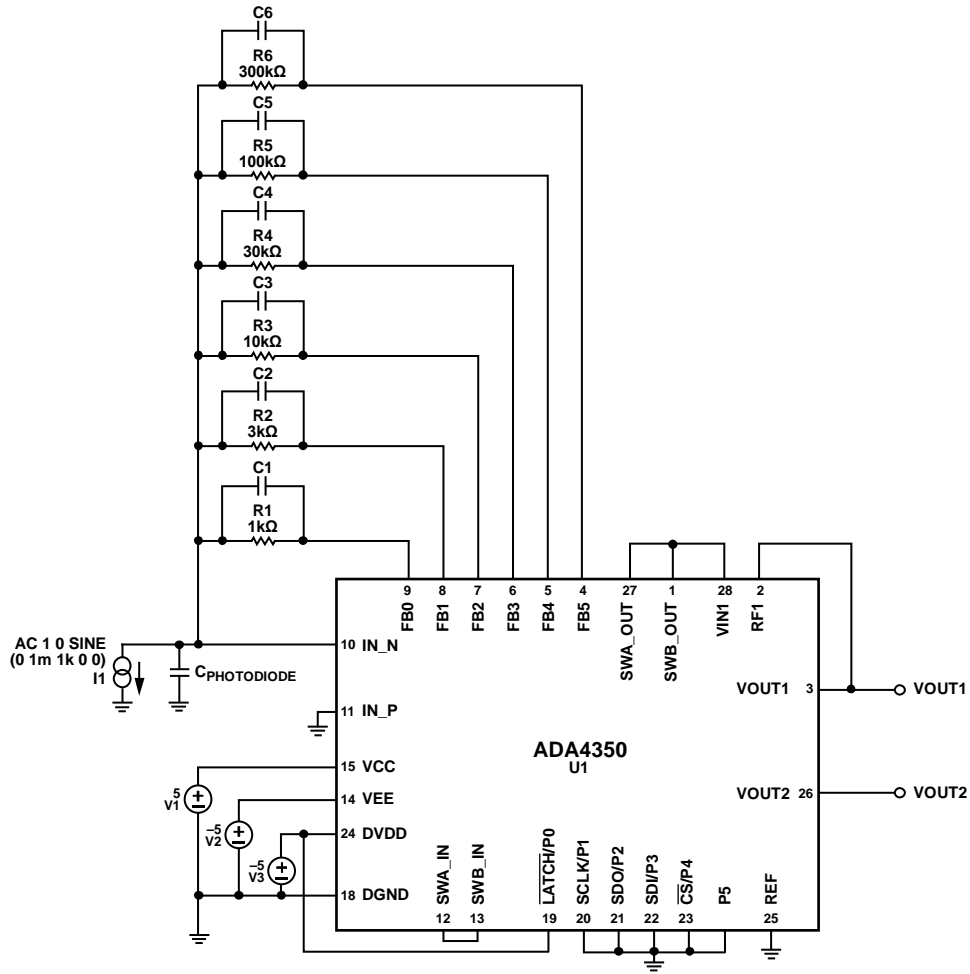 C6
R6
300kΩ
C5
R5
100kΩ
C4
R4
30kΩ
C3
R3
10kΩ
C2
R2
3kΩ
C1
R1
1kΩ
9 8 7 6 5 4 27 1 28 2
FB0 FB1 FB2 FB3 FB4 FB5 SWA_OUT SWB_OUT VIN1 RF1
AC 1 0 SINE
(0 1m 1k 0 0)
I1
CPHOTODIODE
10 IN_N
11 IN_P
15 VCC
14 VEE
24 DVDD
18 DGND
5
V1
–5
V2
–5
V3
ADA4350
U1
VOUT1 3 VOUT1
VOUT2 26 VOUT2
SWA_IN SWB_IN LATCH/P0 SCLK/P1 SDO/P2 SDI/P3 CS/P4 P5 REF
12 13 19 20 21 22 23 25